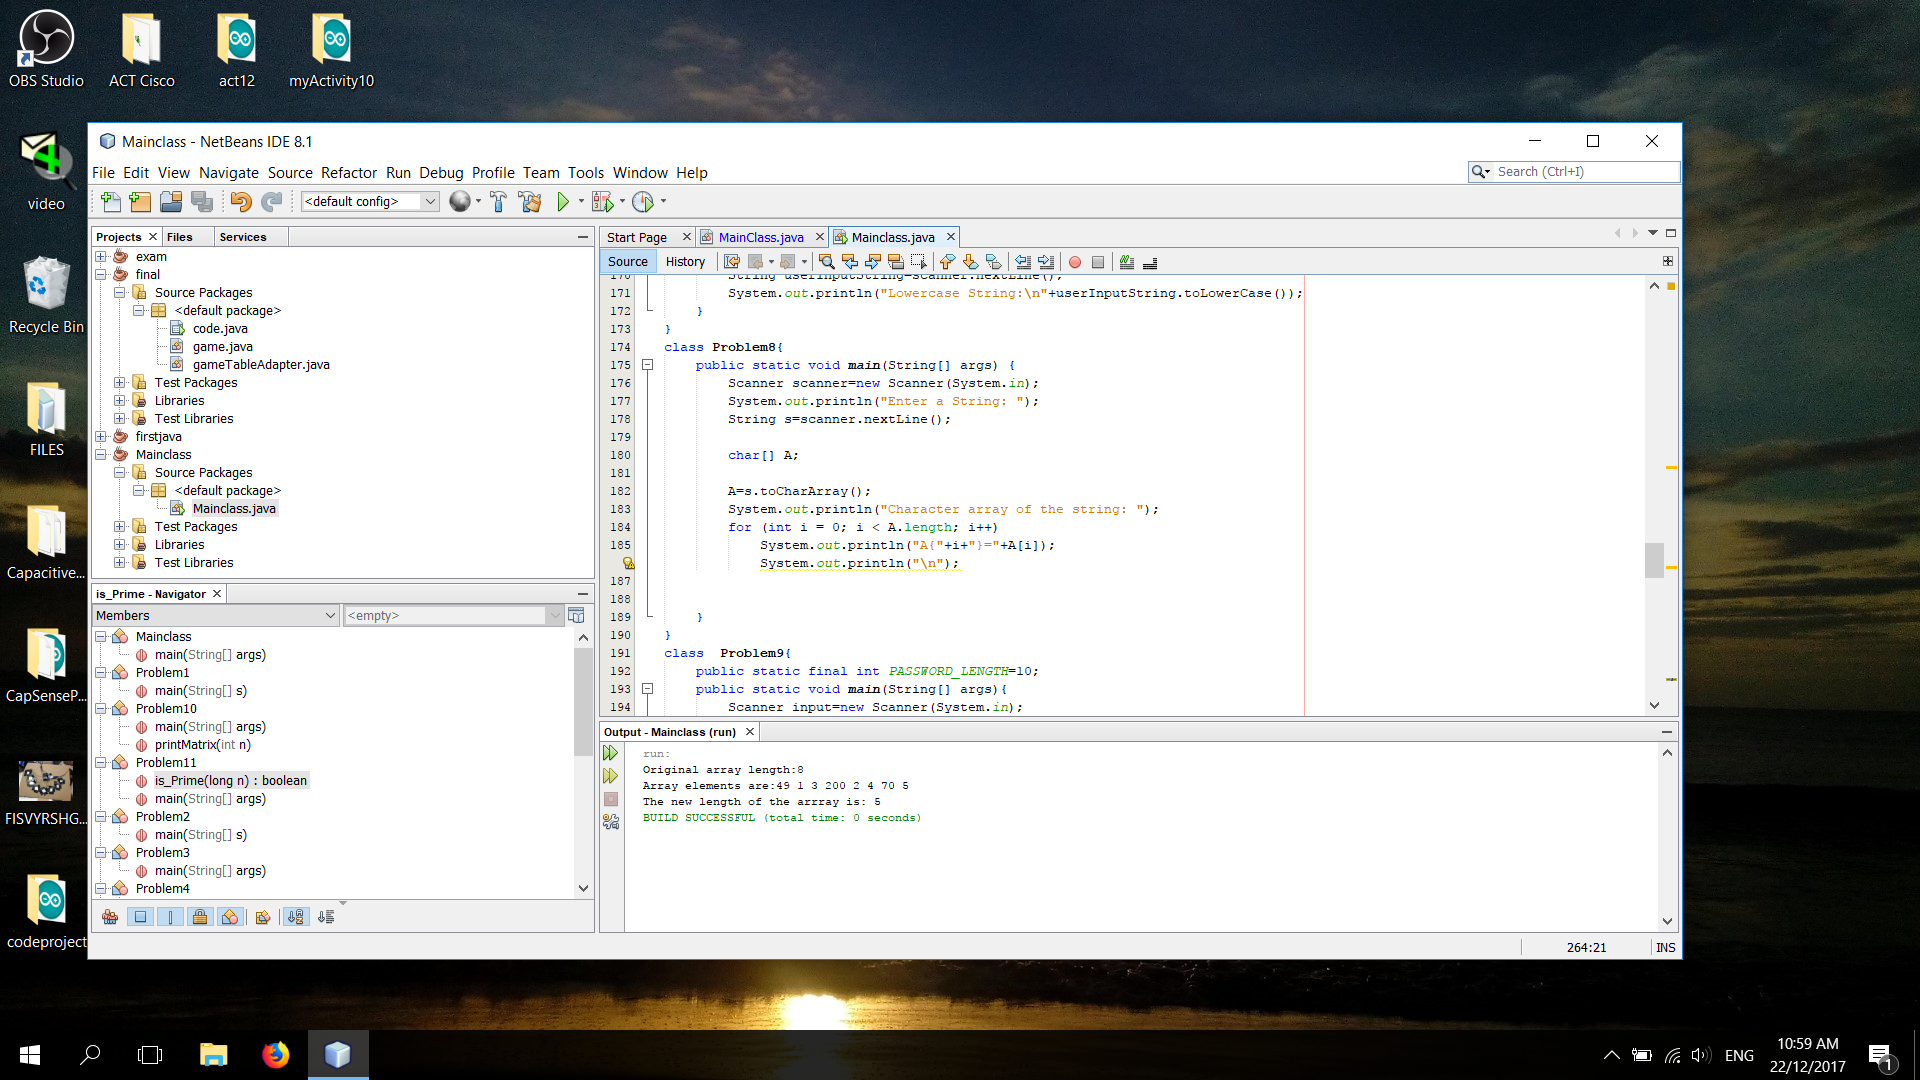 OBS Studio
ACT Cisco
act12
myActivity10
video
Recycle Bin
FILES
Capacitive...
CapSenseP...
FISVYRSHG...
codeproject
Mainclass - NetBeans IDE 8.1
File Edit View Navigate Source Refactor Run Debug Profile Team Tools Window Help
Search (Ctrl+I)
<default config>
Projects Files Services
exam
final
Source Packages
<default package>
code.java
game.java
gameTableAdapter.java
Test Packages
Libraries
Test Libraries
firstjava
Mainclass
Source Packages
<default package>
Mainclass.java
Test Packages
Libraries
Test Libraries
is_Prime - Navigator
Members
<empty>
Mainclass
main(String[] args)
Problem1
main(String[] s)
Problem10
main(String[] args)
printMatrix(int n)
Problem11
is_Prime(long n) : boolean
main(String[] args)
Problem2
main(String[] s)
Problem3
main(String[] args)
Problem4
Start Page MainClass.java Mainclass.java
Source History
170 String userInputString=scanner.nextLine();
171 System.out.println("Lowercase String:\n"+userInputString.toLowerCase());
172 }
173 }
174 class Problem8{
175 public static void main(String[] args) {
176 Scanner scanner=new Scanner(System.in);
177 System.out.println("Enter a String: ");
178 String s=scanner.nextLine();
179
180 char[] A;
181
182 A=s.toCharArray();
183 System.out.println("Character array of the string: ");
184 for (int i = 0; i < A.length; i++)
185 System.out.println("A{"+i+"}="+A[i]);
System.out.println("\n");
187
188
189 }
190 }
191 class  Problem9{
192 public static final int PASSWORD_LENGTH=10;
193 public static void main(String[] args){
194 Scanner input=new Scanner(System.in);
Output - Mainclass (run)
run:
Original array length:8
Array elements are:49 1 3 200 2 4 70 5
The new length of the arrray is: 5
BUILD SUCCESSFUL (total time: 0 seconds)
264:21 INS
ENG
10:59 AM
22/12/2017
1